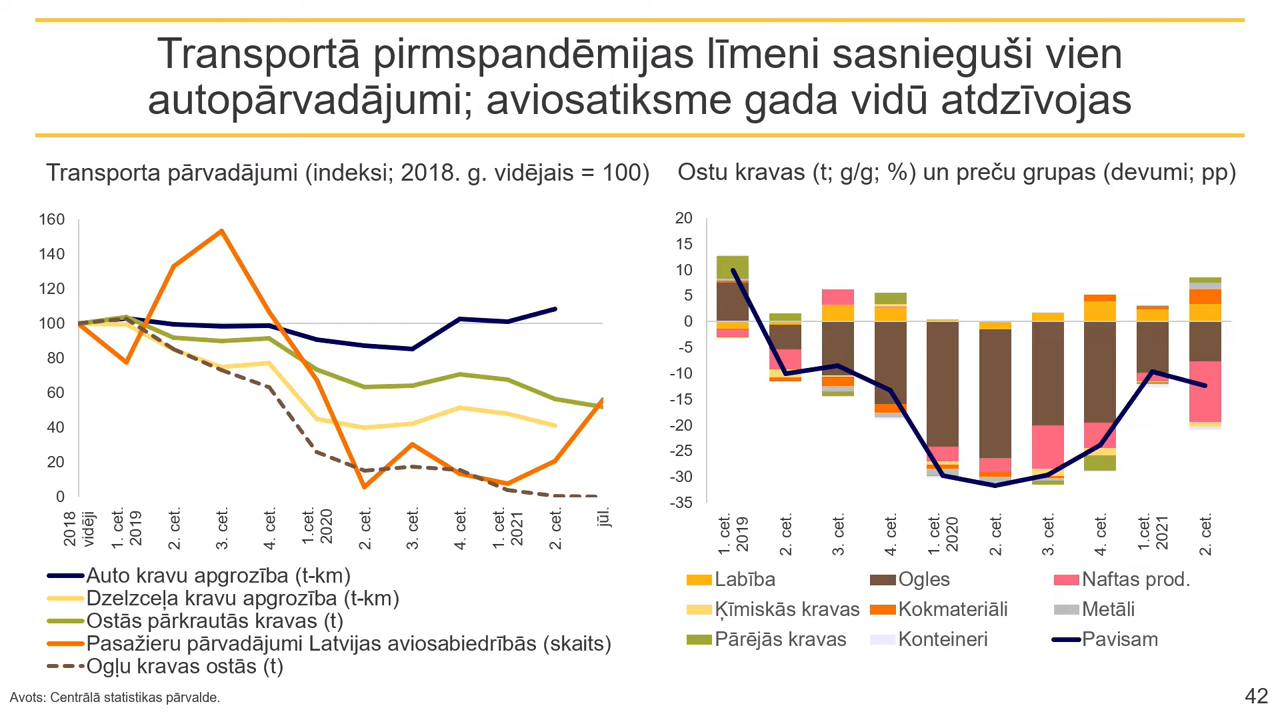 Transportā pirmspandēmijas līmeni sasnieguši vien
autopārvadājumi; aviosatiksme gada vidū atdzīvojas
Transporta pārvadājumi (indeksi; 2018. g. vidējais = 100)
160
140
120
100
80
60
40
20
0
2018 vidēji
1. cet. 2019
2. cet.
3. cet.
4. cet.
1.cet. 2020
2. cet.
3. cet.
4. cet.
1. cet. 2021
2. cet.
jūl.
Auto kravu apgrozība (t-km)
Dzelzceļa kravu apgrozība (t-km)
Ostās pārkrautās kravas (t)
Pasažieru pārvadājumi Latvijas aviosabiedrībās (skaits)
Ogļu kravas ostās (t)
Ostu kravas (t; g/g; %) un preču grupas (devumi; pp)
20
15
10
5
0
-5
-10
-15
-20
-25
-30
-35
1. cet. 2019
2. cet.
3. cet.
4. cet.
1. cet. 2020
2. cet.
3. cet.
4. cet.
1. cet. 2021
2. cet.
Labība Ogles Naftas prod.
Ķīmiskās kravas Kokmateriāli Metāli
Pārējās kravas Konteineri Pavisam
Avots: Centrālā statistikas pārvalde.
42